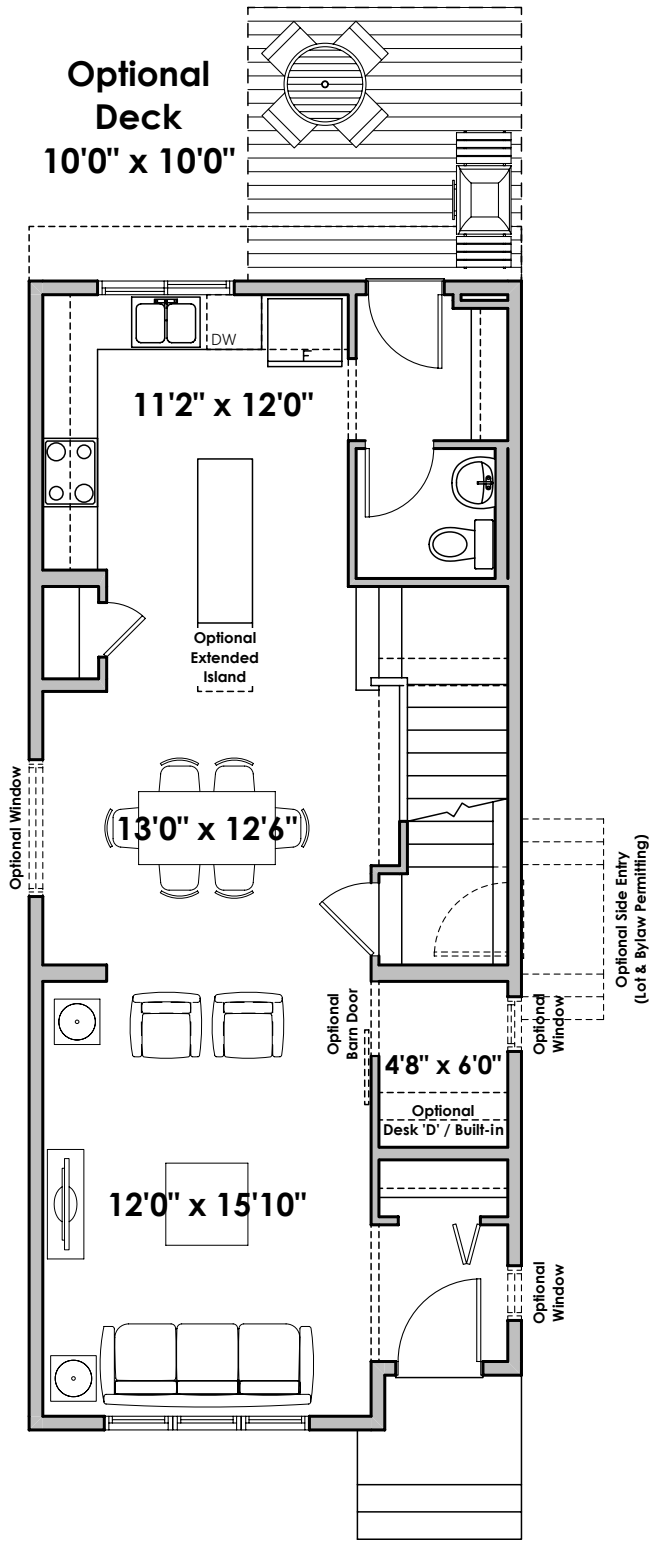 Optional
Deck
10'0" x 10'0"
DW
F
11'2" x 12'0"
Optional
Extended
Island
Optional Window
13'0" x 12'6"
Optional Side Entry
(Lot & Bylaw Permitting)
Optional
Barn Door
4'8" x 6'0"
Optional
Window
Optional
Desk 'D' / Built-in
12'0" x 15'10"
Optional
Window